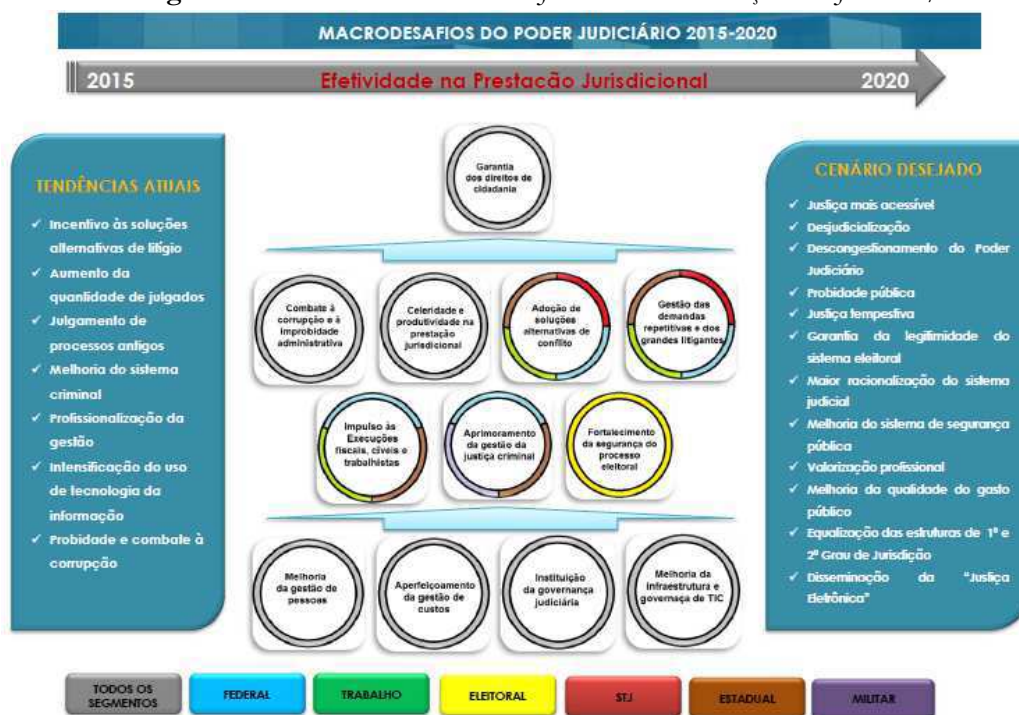 MACRODESAFIOS DO PODER JUDICIÁRIO 2015-2020
2015
Efetividade na Prestacão Jurisdicional
2020
TENDÊNCIAS ATUAIS
✓ Incentivo às soluções
alternativas de litígio
✓ Aumento da
quantidade de julgados
✓ Julgamento de
processos antigos
✓ Melhoria do sistema
criminal
✓ Profissionalização da
gestão
✓ Intensificação do uso
de tecnologia da
informação
✓ Probidade e combate à
corrupção
Garantia
dos direitos de
cidadania
Combate à
corrupção e à
improbidade
administrativa
Celeridade e
produtividade na
prestação
jurisdicional
Adoção de
soluções
alternativas de
conflito
Gestão das
demandas
repetitivas e dos
grandes litigantes
Impulso às
Execuções
fiscais, cíveis e
trabalhistas
Aprimoramento
da gestão da
justiça criminal
Fortalecimento
da segurança do
processo
eleitoral
Melhoria
da gestão de
pessoas
Aperfeiçoamento
da gestão de
custos
Instituição
da governança
judiciária
Melhoria da
infraestrutura e
governaça de TIC
CENÁRIO DESEJADO
✓ Justiça mais acessível
✓ Desjudicialização
✓ Descongestionamento do Poder
Judiciário
✓ Probidade pública
✓ Justiça tempestiva
✓ Garantia da legitimidade do
sistema eleitoral
✓ Maior racionalização do sistema
judicial
✓ Melhoria do sistema de segurança
pública
✓ Valorização profissional
✓ Melhoria da qualidade do gasto
público
✓ Equalização das estruturas de 1º e
2º Grau de Jurisdição
✓ Disseminação da "Justiça
Eletrônica"
TODOS OS
SEGMENTOS
FEDERAL
TRABALHO
ELEITORAL
STJ
ESTADUAL
MILITAR